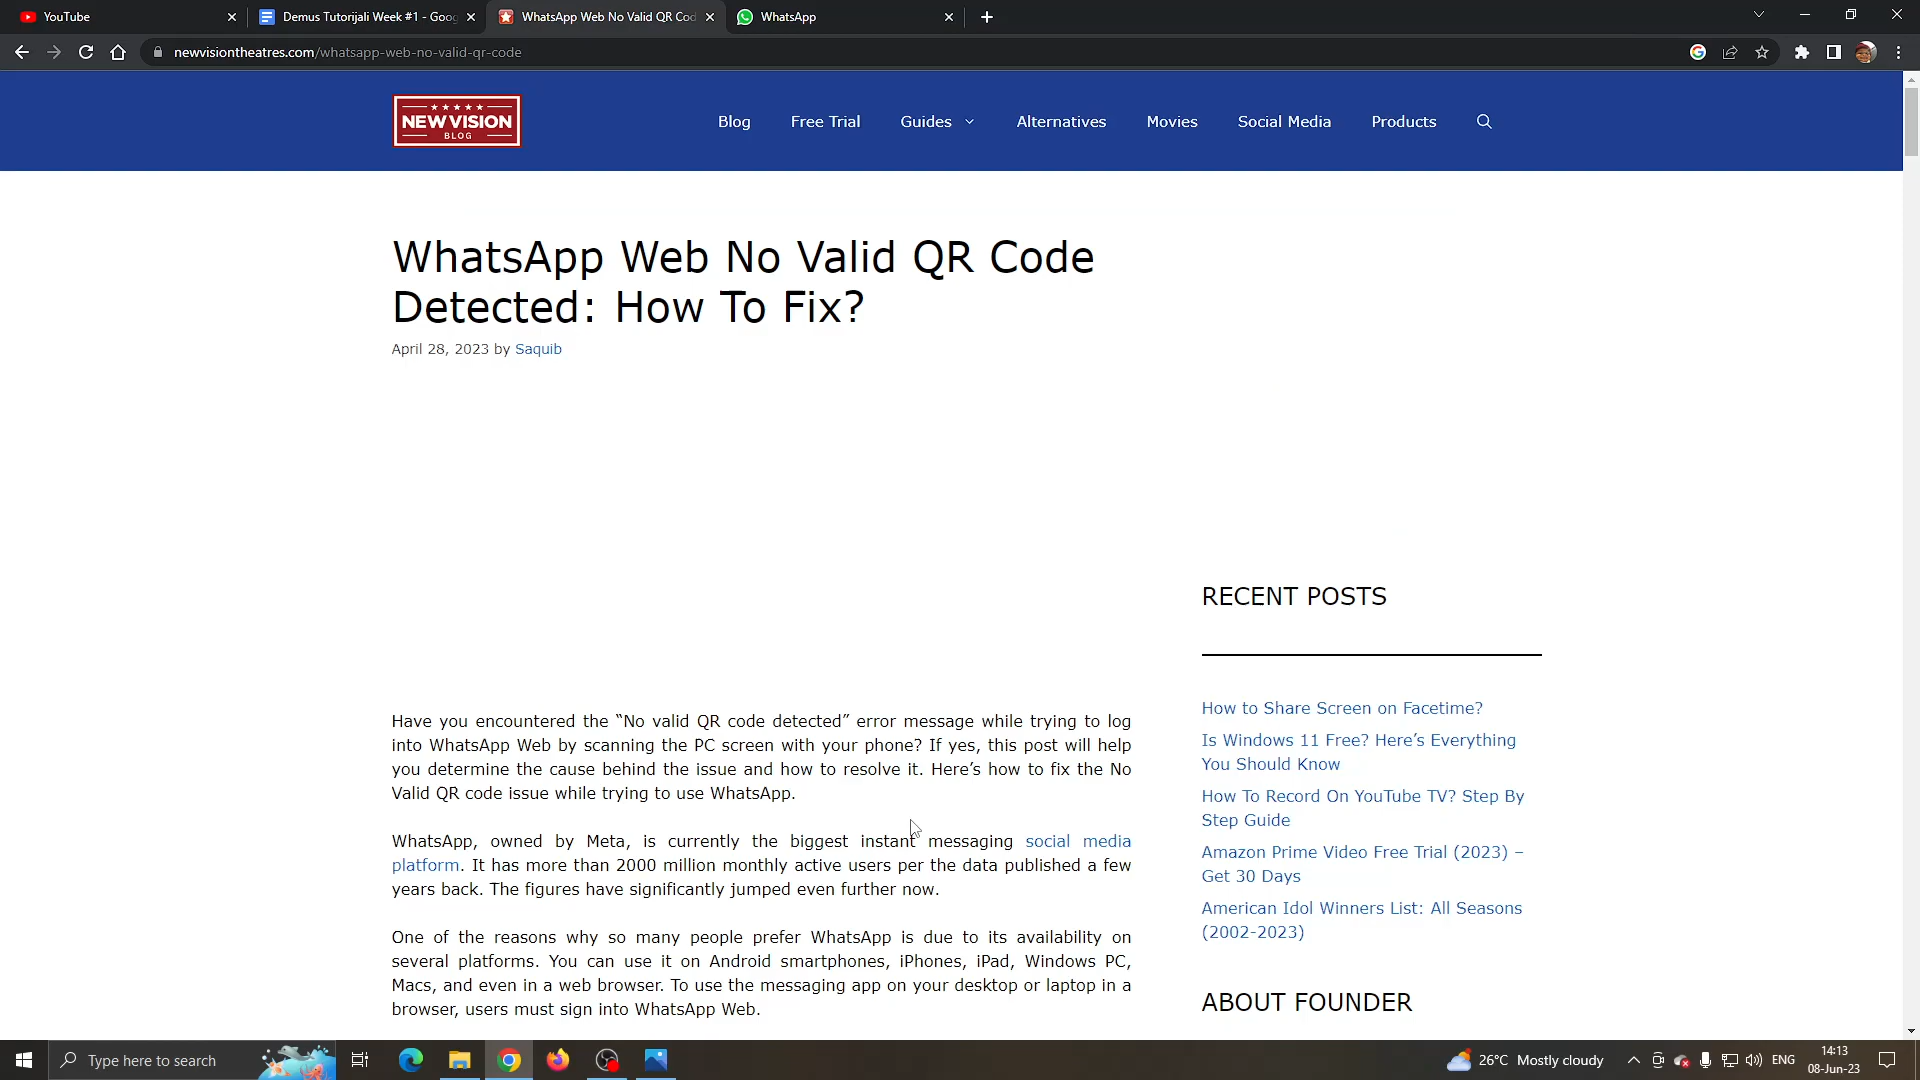 YouTube
Demus Tutorijali Week #1 - Goog
WhatsApp Web No Valid QR Cod
WhatsApp
newvisiontheatres.com/whatsapp-web-no-valid-qr-code
NEW VISION
BLOG
Blog
Free Trial
Guides
Alternatives
Movies
Social Media
Products
WhatsApp Web No Valid QR Code
Detected: How To Fix?
April 28, 2023 by Saquib
Have you encountered the “No valid QR code detected” error message while trying to log
into WhatsApp Web by scanning the PC screen with your phone? If yes, this post will help
you determine the cause behind the issue and how to resolve it. Here’s how to fix the No
Valid QR code issue while trying to use WhatsApp.
WhatsApp, owned by Meta, is currently the biggest instant messaging social media
platform. It has more than 2000 million monthly active users per the data published a few
years back. The figures have significantly jumped even further now.
One of the reasons why so many people prefer WhatsApp is due to its availability on
several platforms. You can use it on Android smartphones, iPhones, iPad, Windows PC,
Macs, and even in a web browser. To use the messaging app on your desktop or laptop in a
browser, users must sign into WhatsApp Web.
RECENT POSTS
How to Share Screen on Facetime?
Is Windows 11 Free? Here’s Everything
You Should Know
How To Record On YouTube TV? Step By
Step Guide
Amazon Prime Video Free Trial (2023) –
Get 30 Days
American Idol Winners List: All Seasons
(2002-2023)
ABOUT FOUNDER
Type here to search
26°C Mostly cloudy
ENG
14:13
08-Jun-23